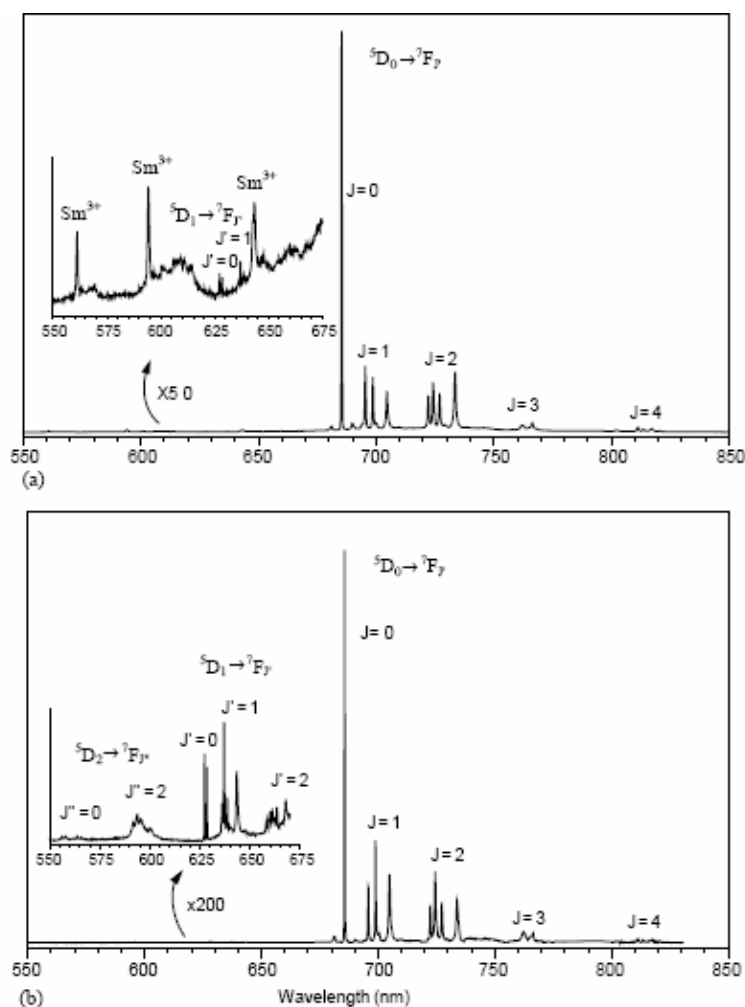 ⁵D₀→⁷F_J
Sm³⁺
Sm³⁺
Sm³⁺
⁵D₁→⁷F_J'
J' = 1
J' = 0
J = 0
550 575 600 625 650 675
X5 0
J = 1
J = 2
J = 3
J = 4
550 600 650 700 750 800 850
(a)
⁵D₀→⁷F_J
J = 0
⁵D₁→⁷F_J'
J' = 1
⁵D₂→⁷F_J"
J' = 0
J" = 2
J' = 2
J" = 0
550 575 600 625 650 675
x200
J = 1
J = 2
J = 3
J = 4
550 600 650 700 750 800 850
(b) Wavelength (nm)